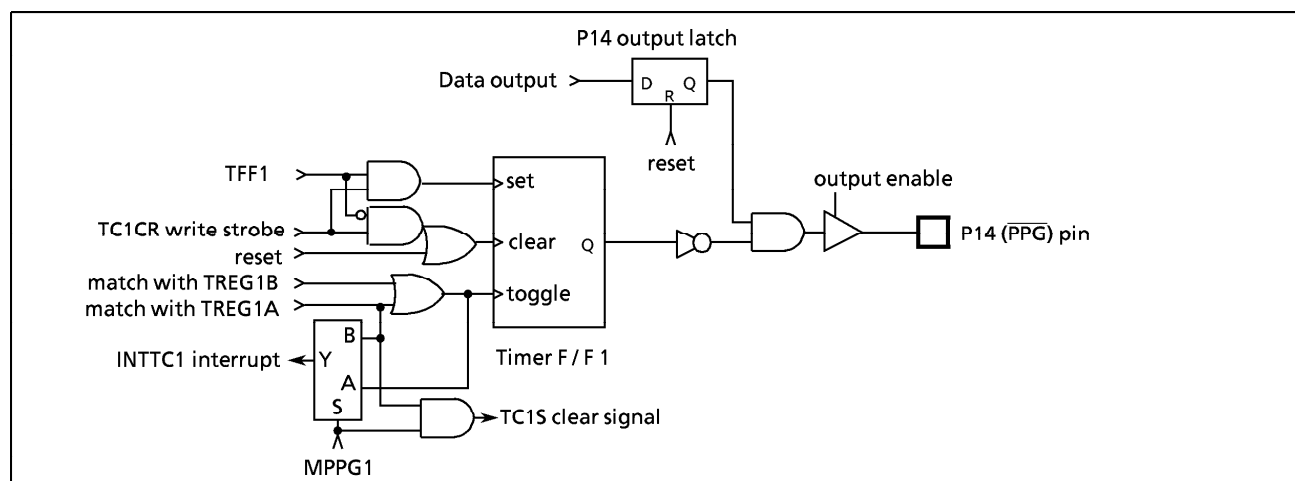 P14 output latch
Data output
D Q
R
reset
TFF1
set
output enable
TC1CR write strobe
clear
Q
P14 (P̅P̅G̅) pin
reset
match with TREG1B
toggle
match with TREG1A
B
INTTC1 interrupt
Y
Timer F / F 1
A
S
TC1S clear signal
MPPG1